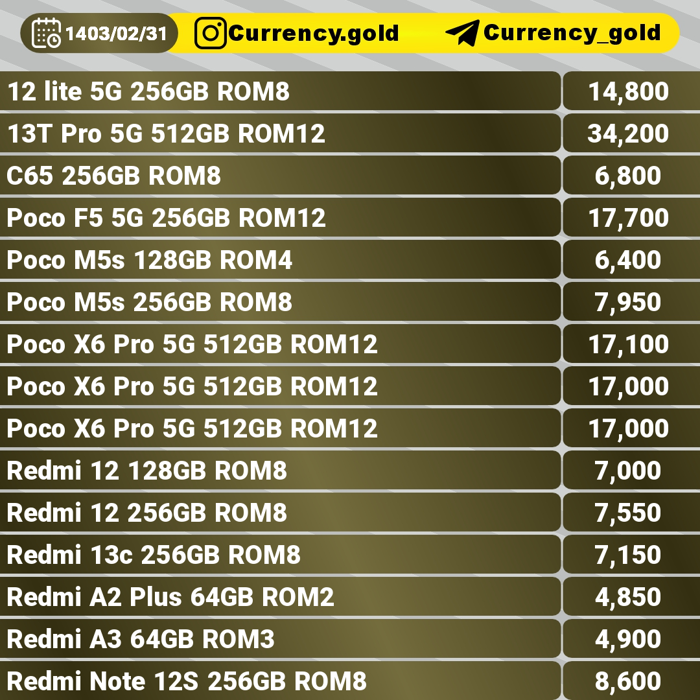 1403/02/31 Currency.gold Currency_gold
12 lite 5G 256GB ROM8 14,800
13T Pro 5G 512GB ROM12 34,200
C65 256GB ROM8 6,800
Poco F5 5G 256GB ROM12 17,700
Poco M5s 128GB ROM4 6,400
Poco M5s 256GB ROM8 7,950
Poco X6 Pro 5G 512GB ROM12 17,100
Poco X6 Pro 5G 512GB ROM12 17,000
Poco X6 Pro 5G 512GB ROM12 17,000
Redmi 12 128GB ROM8 7,000
Redmi 12 256GB ROM8 7,550
Redmi 13c 256GB ROM8 7,150
Redmi A2 Plus 64GB ROM2 4,850
Redmi A3 64GB ROM3 4,900
Redmi Note 12S 256GB ROM8 8,600